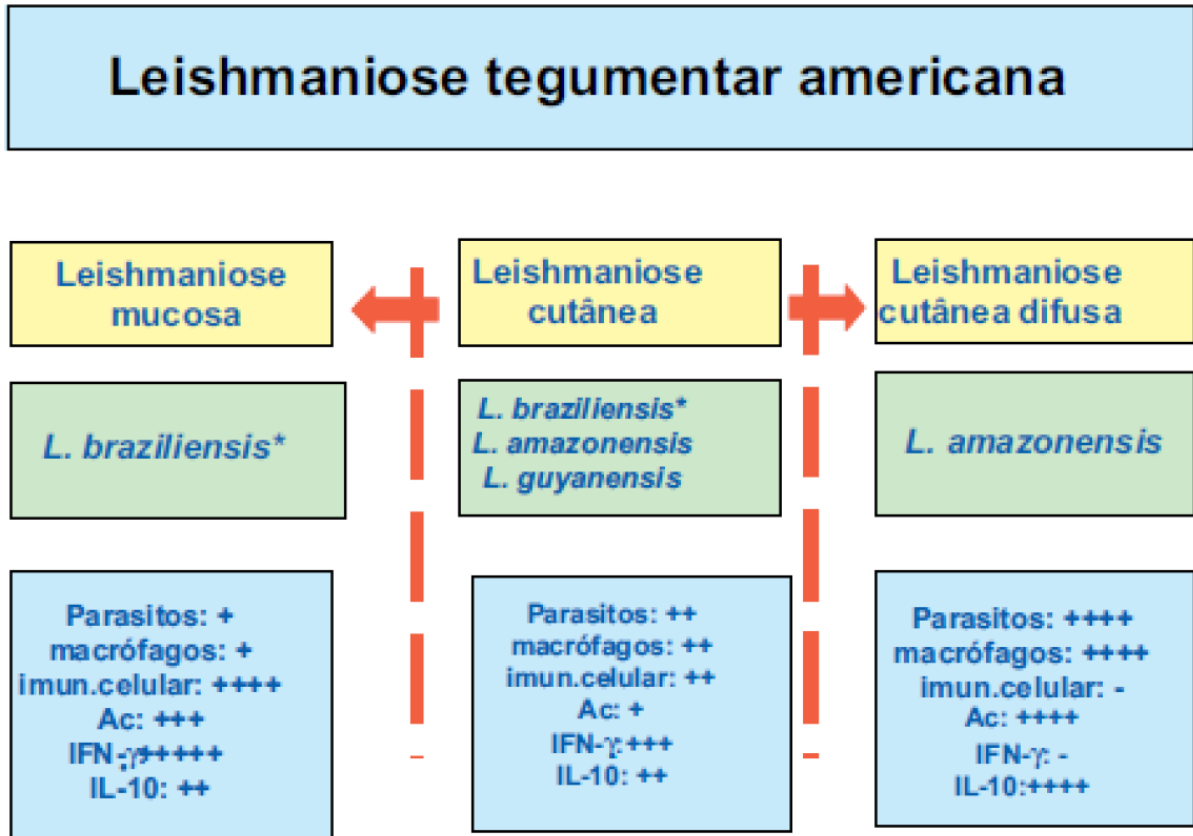 Leishmaniose tegumentar americana
Leishmaniose
mucosa
L. braziliensis*
Parasitos: +
macrófagos: +
imun.celular: ++++
Ac: +++
IFN-γ:+++++
IL-10: ++
Leishmaniose
cutânea
L. braziliensis*
L. amazonensis
L. guyanensis
Parasitos: ++
macrófagos: ++
imun.celular: ++
Ac: +
IFN-γ:+++
IL-10: ++
Leishmaniose
cutânea difusa
L. amazonensis
Parasitos: ++++
macrófagos: ++++
imun.celular: -
Ac: ++++
IFN-γ: -
IL-10:++++